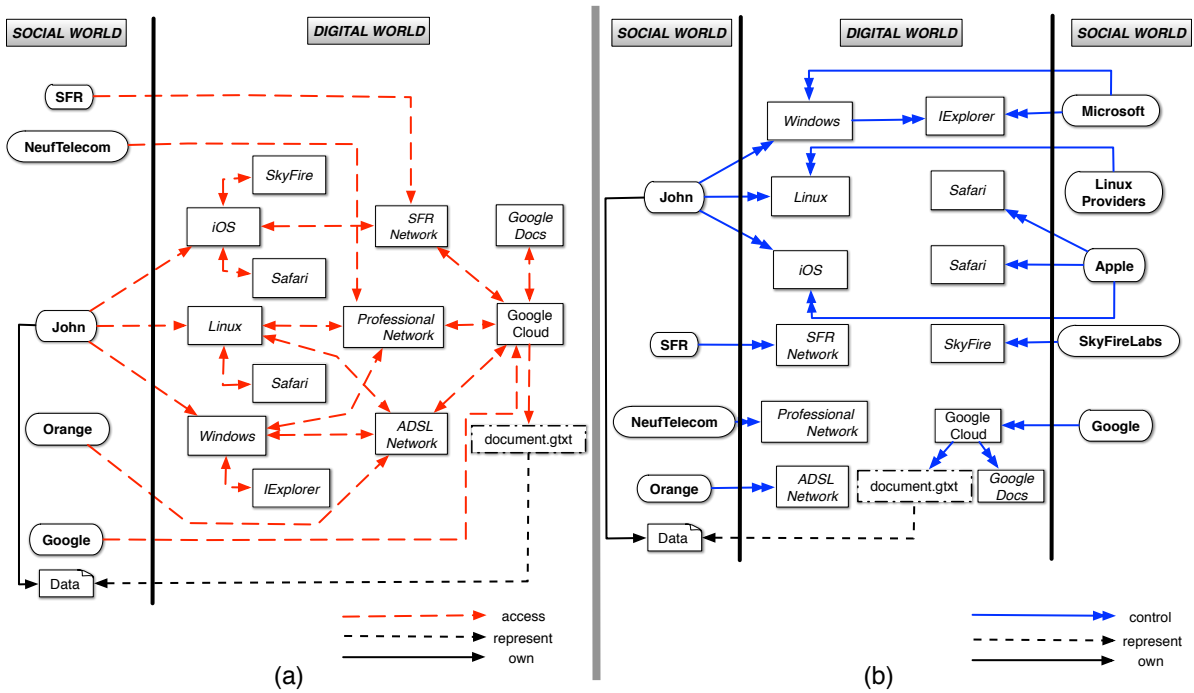 SOCIAL WORLD
DIGITAL WORLD
SFR
NeufTelecom
SkyFire
iOS
SFR
Network
Google
Docs
Safari
John
Linux
Professional
Network
Google
Cloud
Safari
Orange
Windows
ADSL
Network
document.gtxt
IExplorer
Google
Data
access
represent
own
(a)
SOCIAL WORLD
DIGITAL WORLD
SOCIAL WORLD
Windows
IExplorer
Microsoft
John
Linux
Safari
Linux
Providers
iOS
Safari
Apple
SFR
SFR
Network
SkyFire
SkyFireLabs
NeufTelecom
Professional
Network
Google
Cloud
Google
Orange
ADSL
Network
document.gtxt
Google
Docs
Data
control
represent
own
(b)